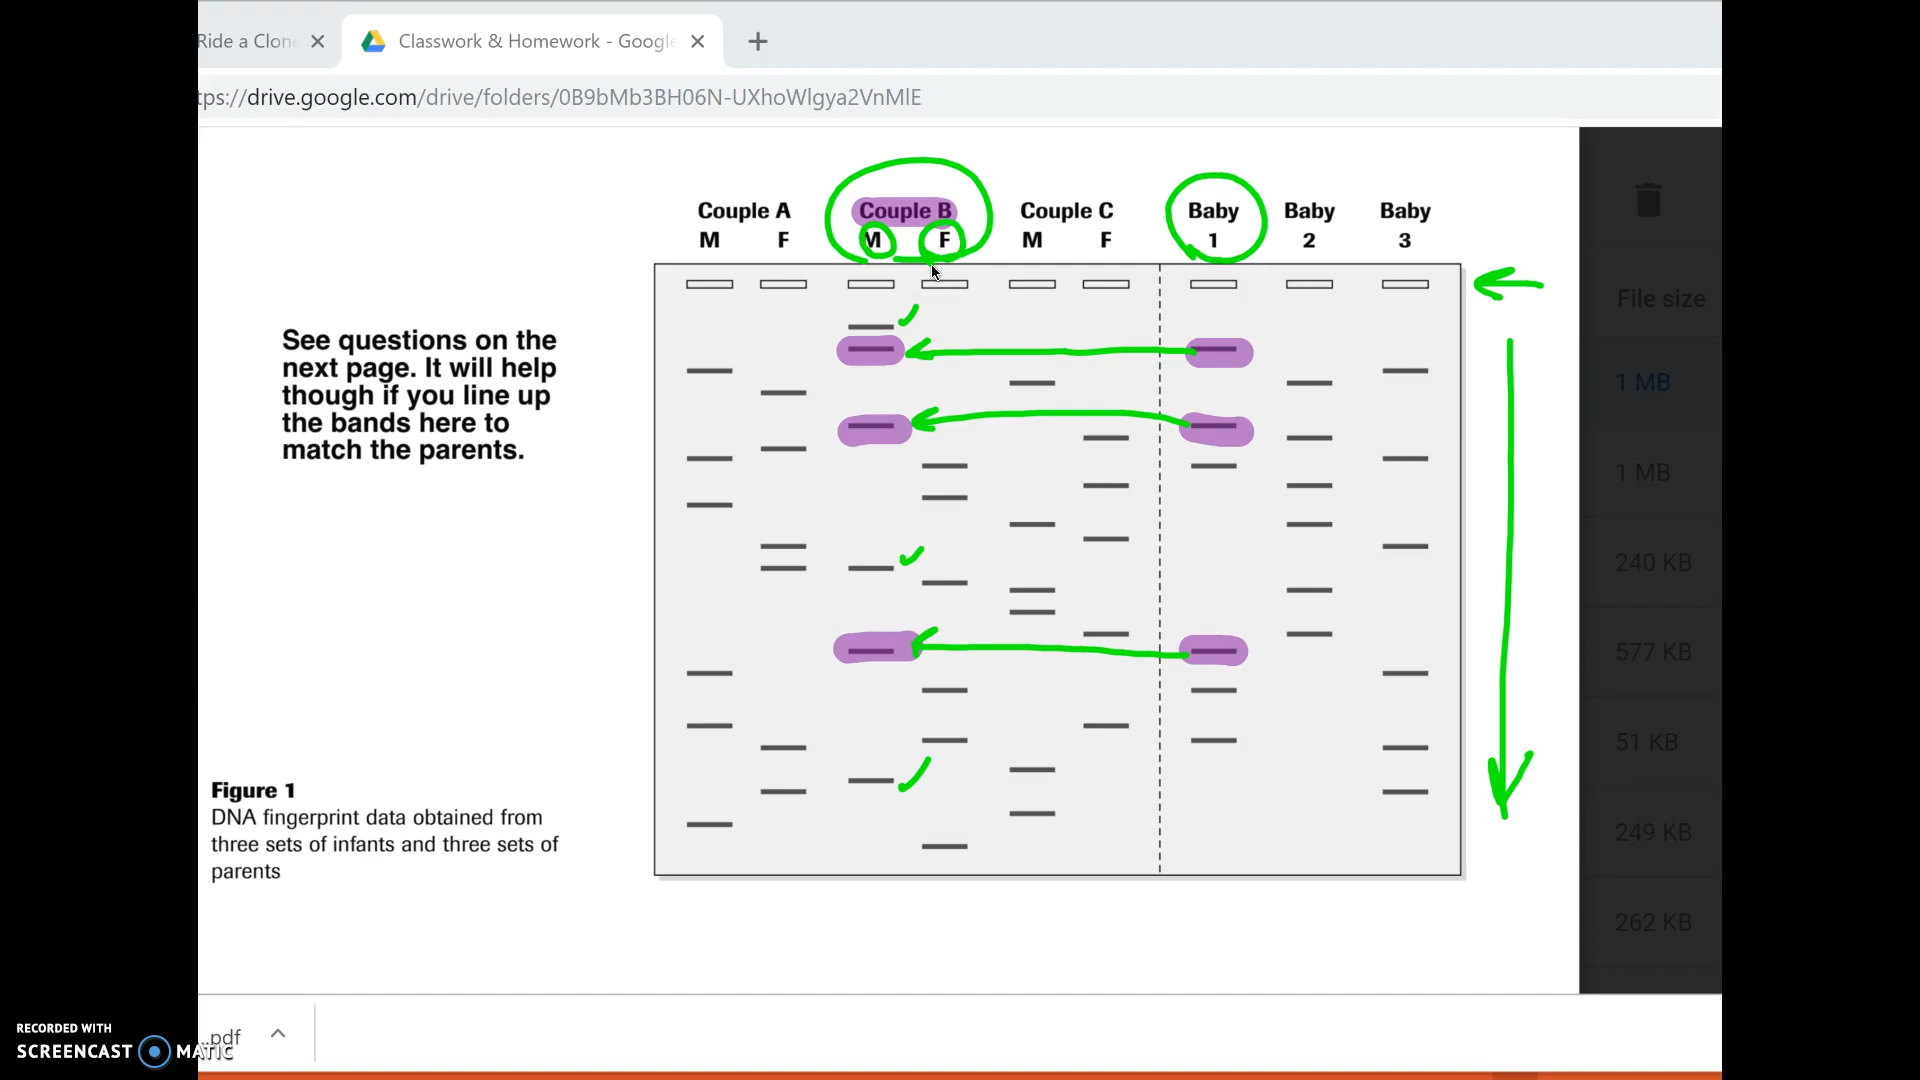 Ride a Clon
Classwork & Homework - Google
tps://drive.google.com/drive/folders/0B9bMb3BH06N-UXhoWlgya2VnMlE
Couple A Couple B Couple C Baby Baby Baby
M F M F M F 1 2 3
File size
See questions on the
next page. It will help
though if you line up
the bands here to
match the parents.
1 MB
1 MB
240 KB
577 KB
51 KB
249 KB
262 KB
Figure 1
DNA fingerprint data obtained from
three sets of infants and three sets of
parents
.pdf
RECORDED WITH
SCREENCAST MATIC